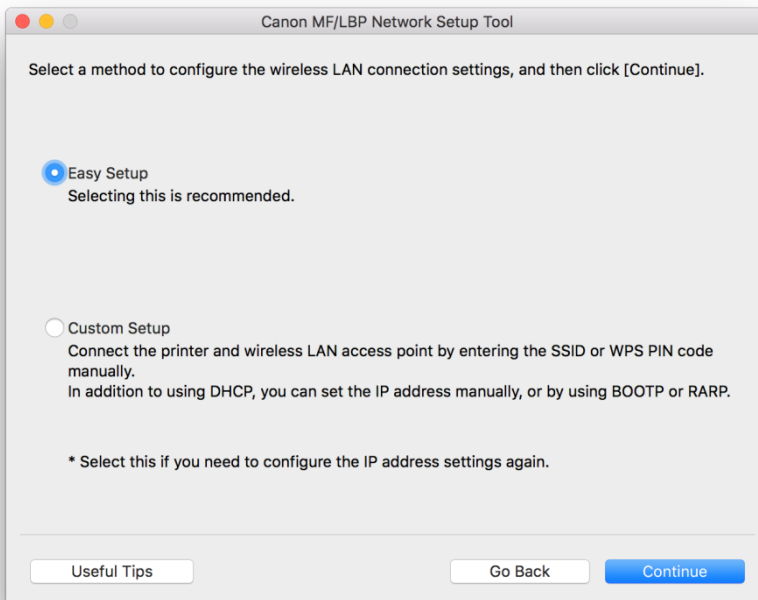 Canon MF/LBP Network Setup Tool
Select a method to configure the wireless LAN connection settings, and then click [Continue].
Easy Setup
Selecting this is recommended.
Custom Setup
Connect the printer and wireless LAN access point by entering the SSID or WPS PIN code
manually.
In addition to using DHCP, you can set the IP address manually, or by using BOOTP or RARP.
* Select this if you need to configure the IP address settings again.
Useful Tips
Go Back
Continue